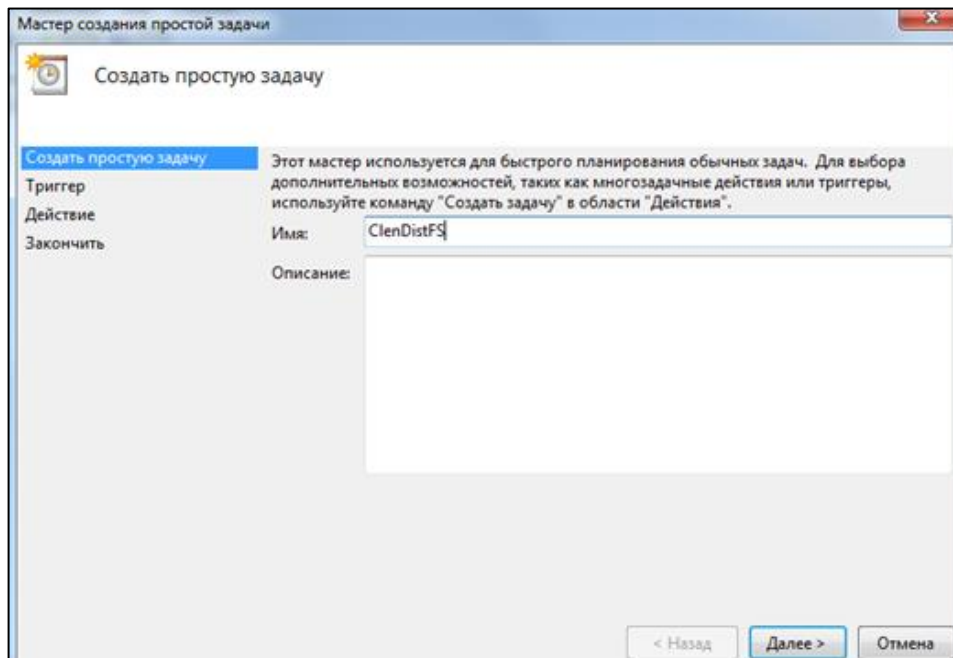 Мастер создания простой задачи
Создать простую задачу
Создать простую задачу
Триггер
Действие
Закончить
Этот мастер используется для быстрого планирования обычных задач. Для выбора
дополнительных возможностей, таких как многозадачные действия или триггеры,
используйте команду "Создать задачу" в области "Действия".
Имя: ClenDistFS
Описание:
< Назад Далее > Отмена